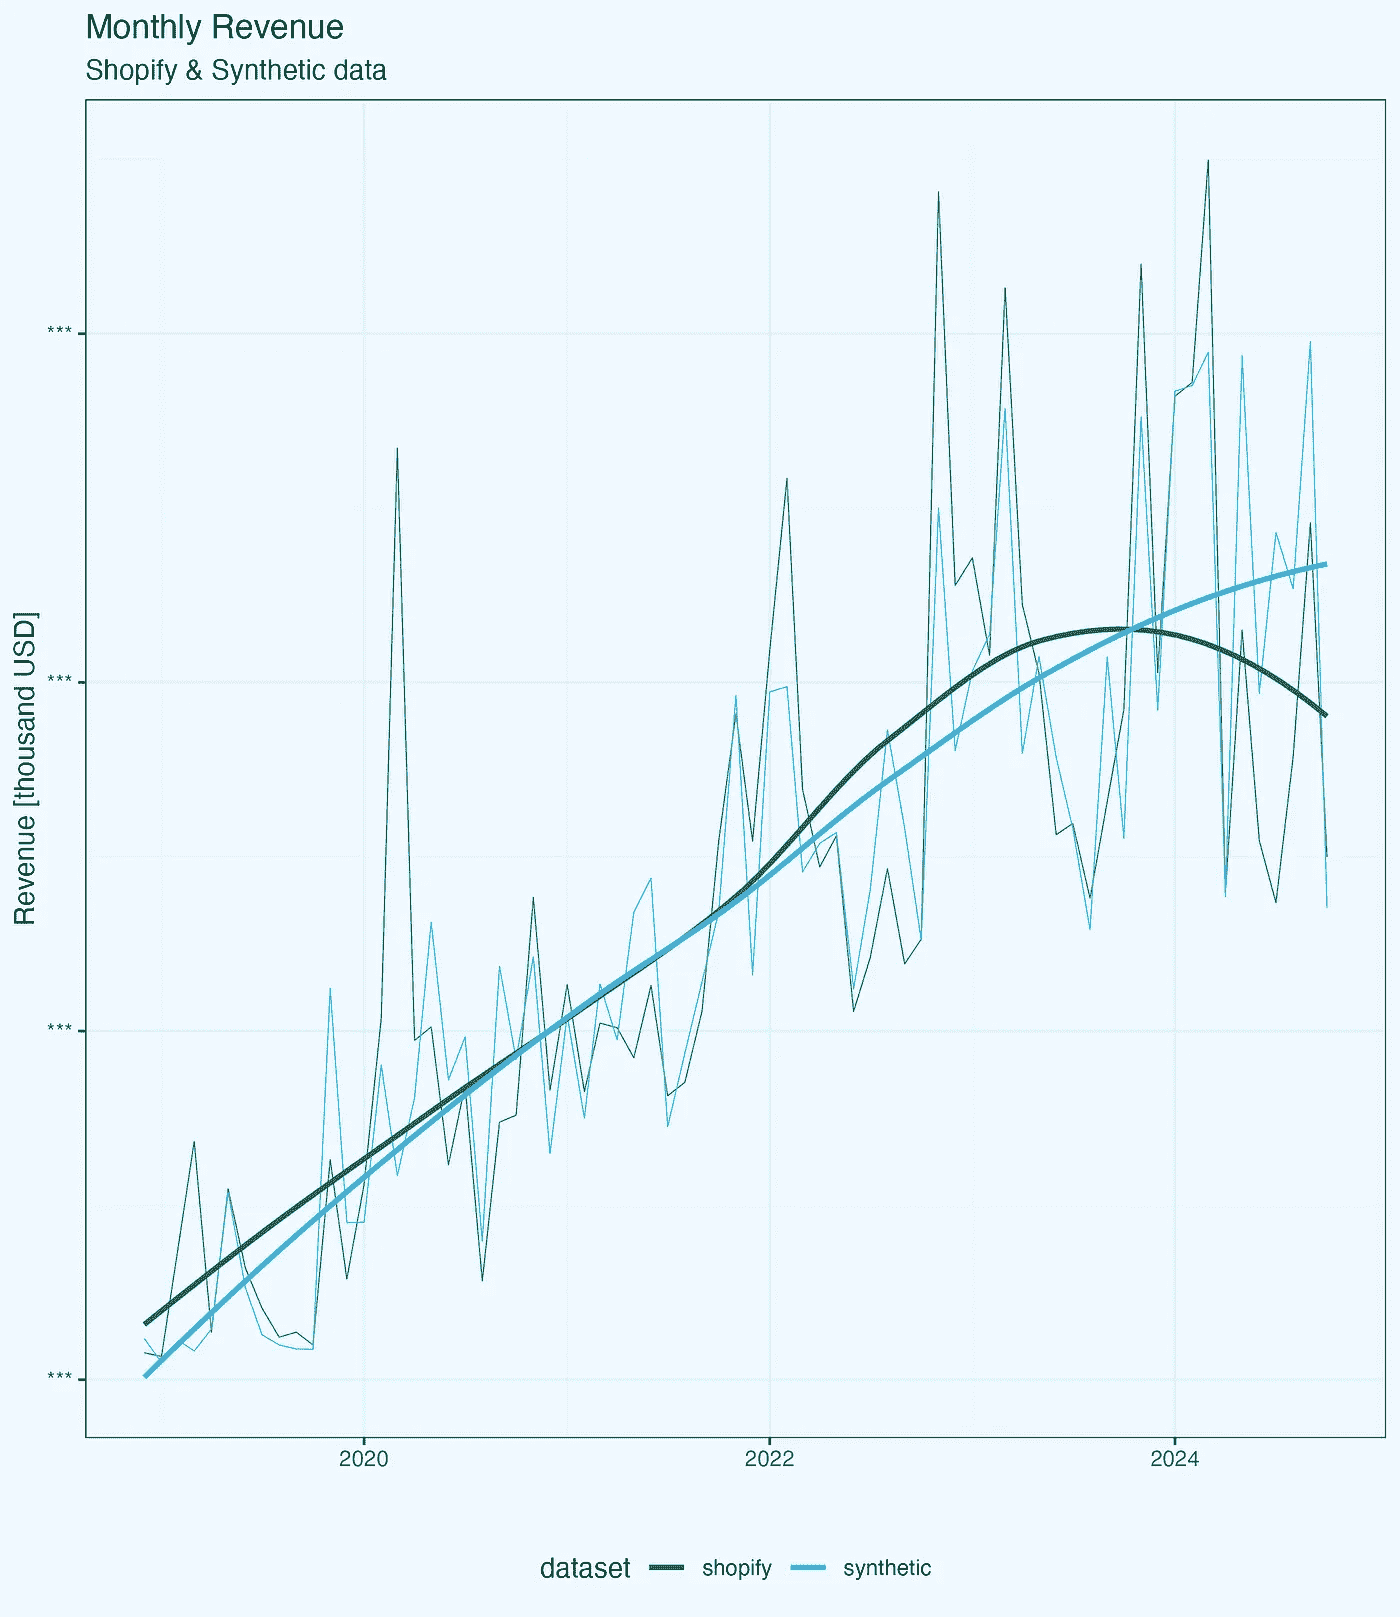 Monthly Revenue
Shopify & Synthetic data
Revenue [thousand USD]
***
***
***
***
2020 2022 2024
dataset shopify synthetic